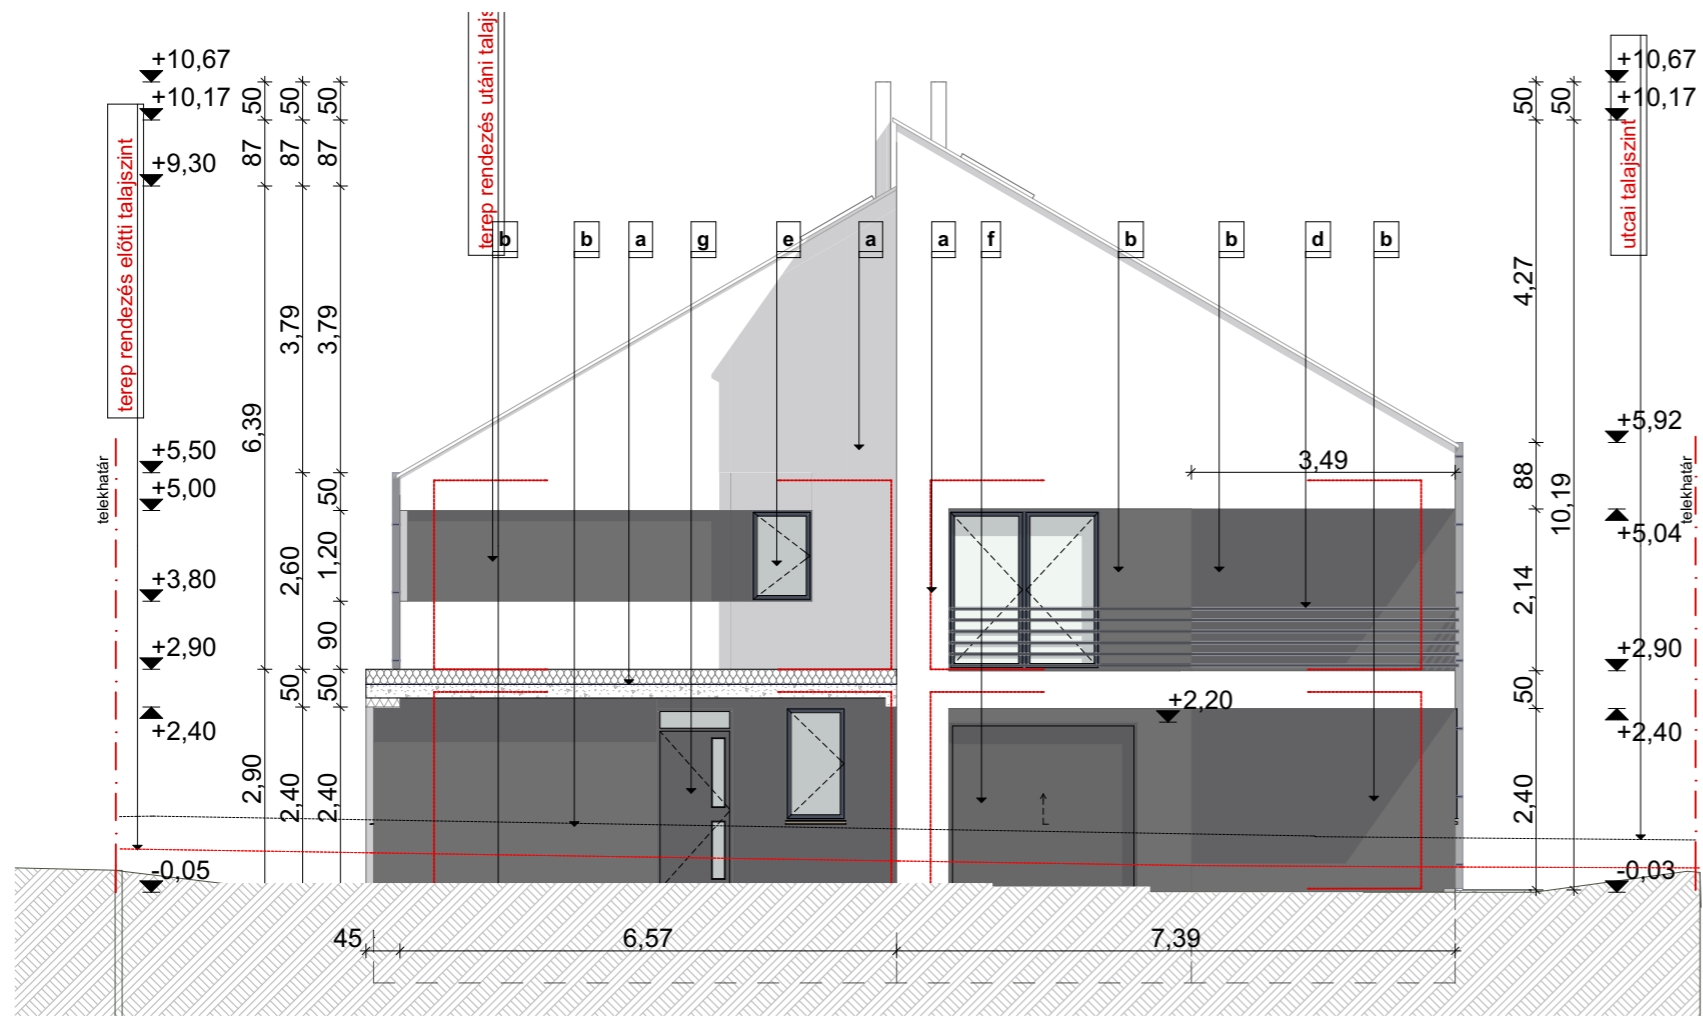 +10,67
+10,17
+9,30
+5,50
+5,00
+3,80
+2,90
+2,40
-0,05
terep rendezés előtti talajszint
telekhatár
50
87
6,39
2,90
50
87
3,79
2,60
50
2,40
50
87
3,79
50
1,20
90
50
2,40
terep rendezés utáni talajs
b
b
a
g
e
a
a
f
b
b
d
b
3,49
+2,20
45
6,57
7,39
50
4,27
88
2,14
50
2,40
50
10,19
+10,67
+10,17
utcai talajszint
+5,92
+5,04
+2,90
+2,40
-0,03
telekhatár